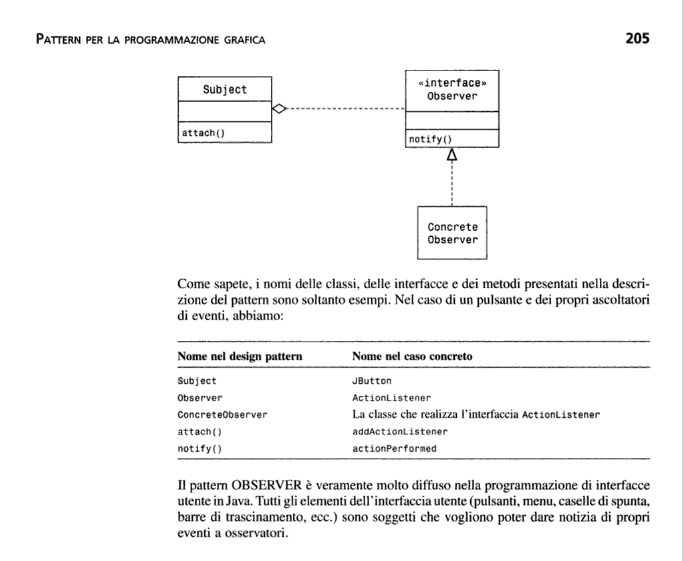 PATTERN PER LA PROGRAMMAZIONE GRAFICA 205
Subject
attach()
«interface»
Observer
notify()
Concrete
Observer
Come sapete, i nomi delle classi, delle interfacce e dei metodi presentati nella descri-
zione del pattern sono soltanto esempi. Nel caso di un pulsante e dei propri ascoltatori
di eventi, abbiamo:
Nome nel design pattern Nome nel caso concreto
Subject JButton
Observer ActionListener
ConcreteObserver La classe che realizza l'interfaccia ActionListener
attach() addActionListener
notify() actionPerformed
Il pattern OBSERVER è veramente molto diffuso nella programmazione di interfacce
utente in Java. Tutti gli elementi dell'interfaccia utente (pulsanti, menu, caselle di spunta,
barre di trascinamento, ecc.) sono soggetti che vogliono poter dare notizia di propri
eventi a osservatori.